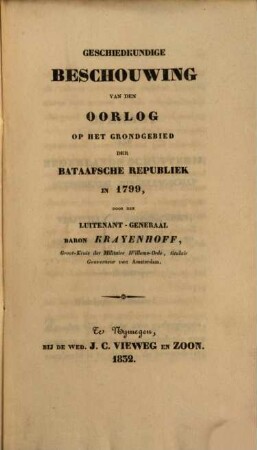 GESCHIEDKUNDIGE
BESCHOUWING
VAN DEN
OORLOG
OP HET GRONDGEBIED
DER
BATAAFSCHE REPUBLIEK
IN 1799,
DOOR DEN
LUITENANT-GENERAAL
BARON KRAYENHOFF,
Groot-Kruis der Militaire Willems-Orde, titulair
Gouverneur van Amsterdam.
Te Nijmegen,
BIJ DE WED. J. C. VIEWEG EN ZOON.
1832.